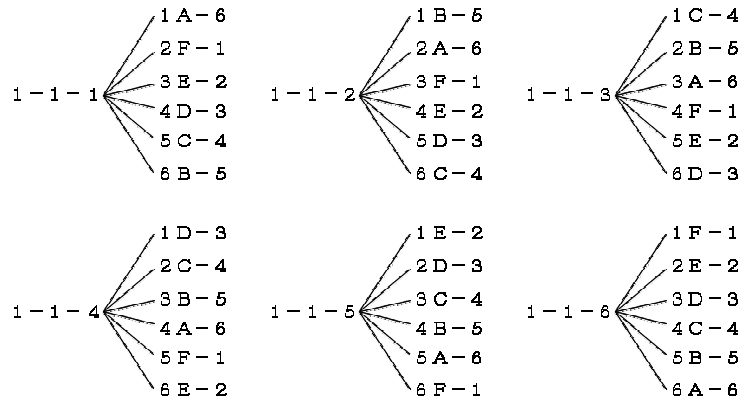 1 A - 6
2 F - 1
3 E - 2
1 - 1 - 1
4 D - 3
5 C - 4
6 B - 5
1 B - 5
2 A - 6
3 F - 1
1 - 1 - 2
4 E - 2
5 D - 3
6 C - 4
1 C - 4
2 B - 5
3 A - 6
1 - 1 - 3
4 F - 1
5 E - 2
6 D - 3
1 D - 3
2 C - 4
3 B - 5
1 - 1 - 4
4 A - 6
5 F - 1
6 E - 2
1 E - 2
2 D - 3
3 C - 4
1 - 1 - 5
4 B - 5
5 A - 6
6 F - 1
1 F - 1
2 E - 2
3 D - 3
1 - 1 - 6
4 C - 4
5 B - 5
6 A - 6